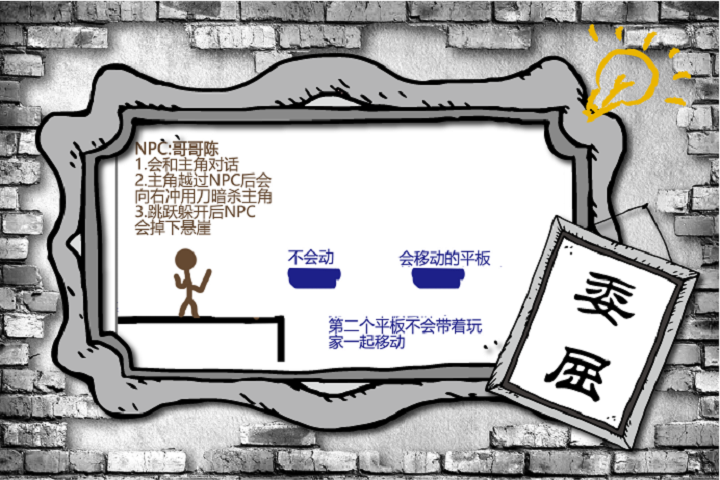 NPC:哥哥陈
1.会和主角对话
2.主角越过NPC后会
向右冲用刀暗杀主角
3.跳跃躲开后NPC
会掉下悬崖
不会动
会移动的平板
第二个平板不会带着玩
家一起移动
委
屈